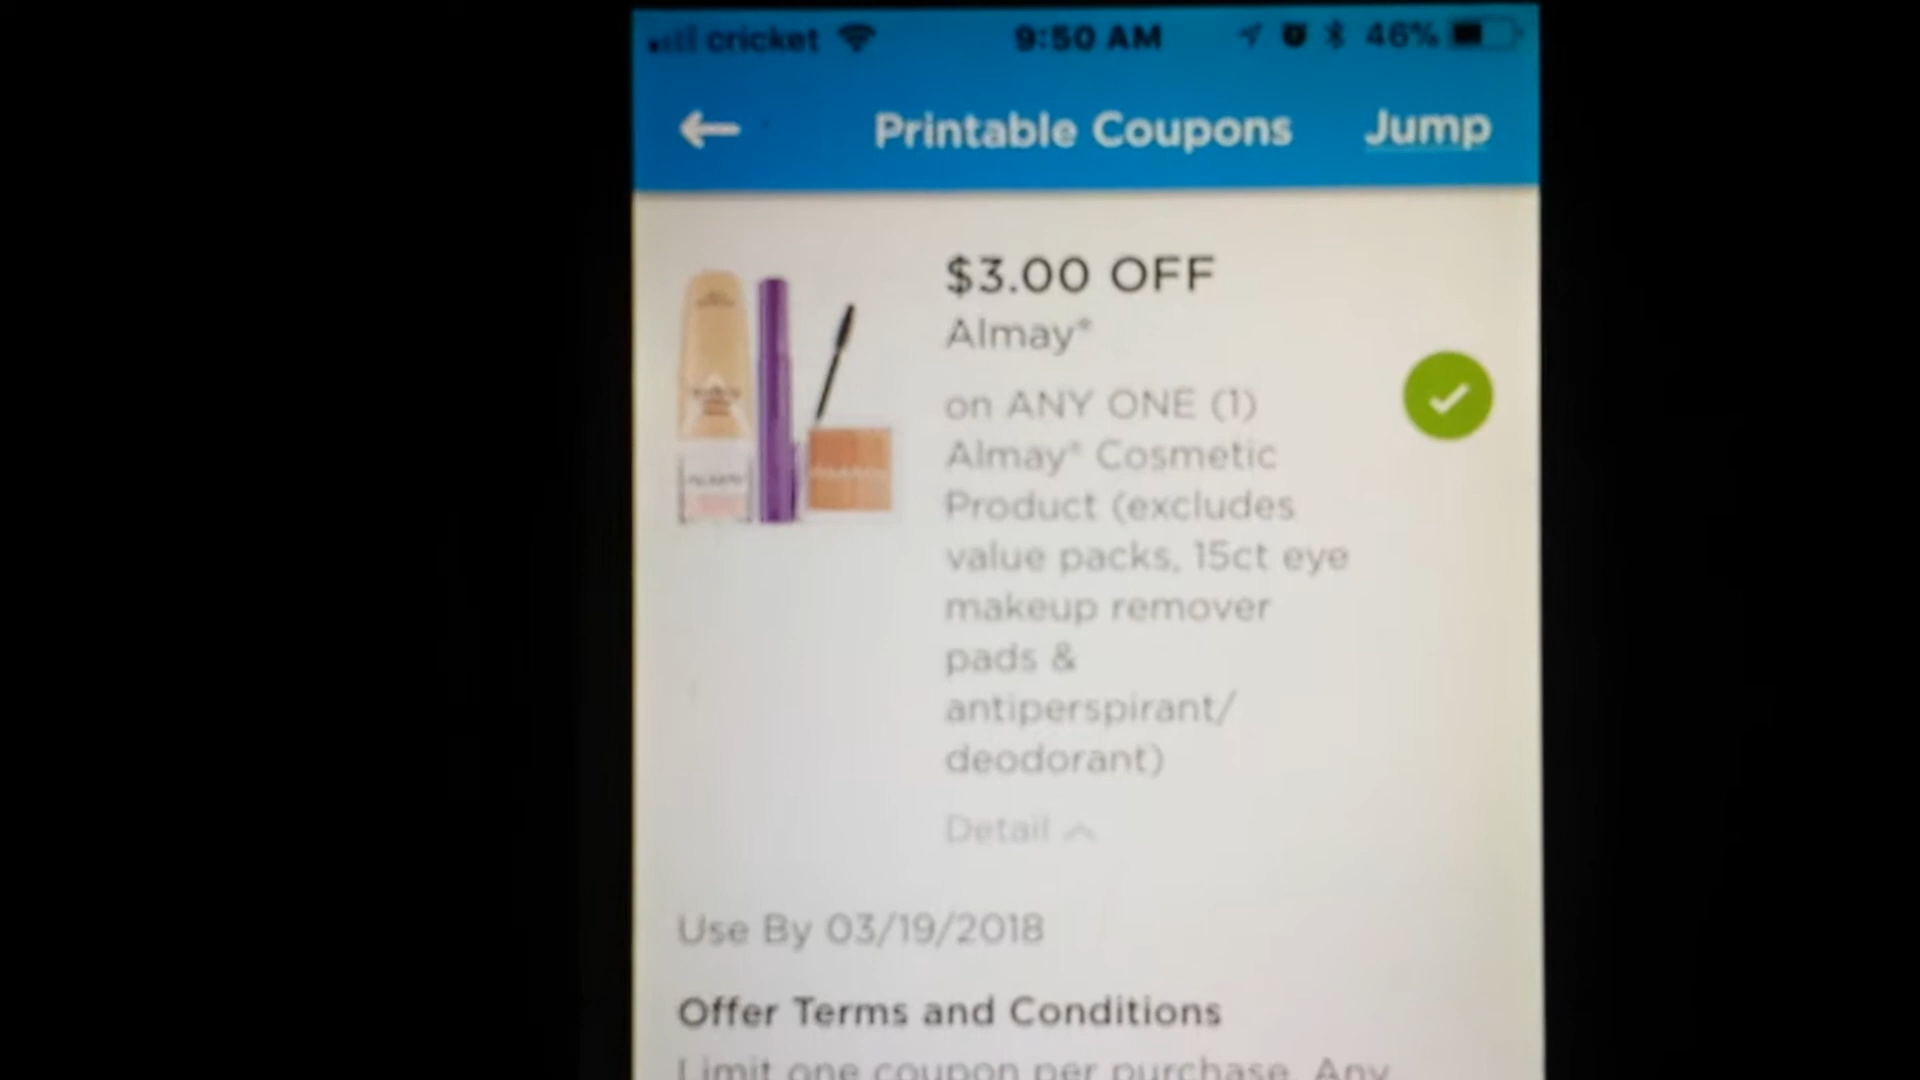 cricket 9:50 AM 46%
Printable Coupons Jump
$3.00 OFF
Almay®
on ANY ONE (1)
Almay® Cosmetic
Product (excludes
value packs, 15ct eye
makeup remover
pads &
antiperspirant/
deodorant)
Detail
Use By 03/19/2018
Offer Terms and Conditions
Limit one coupon per purchase. Any